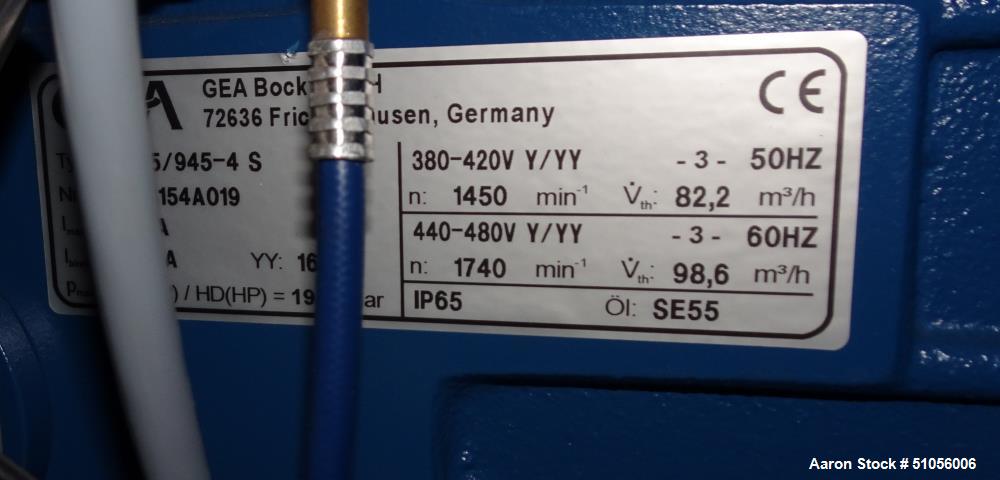 GEA Bock H
72636 Fric ausen, Germany
5/945-4 S
154A019
A
A YY: 16
) / HD(HP) = 19 ar
380-420V Y/YY - 3 - 50HZ
n: 1450 min⁻¹ V̇th: 82,2 m³/h
440-480V Y/YY - 3 - 60HZ
n: 1740 min⁻¹ V̇th: 98,6 m³/h
IP65 Öl: SE55
CE
Aaron Stock # 51056006